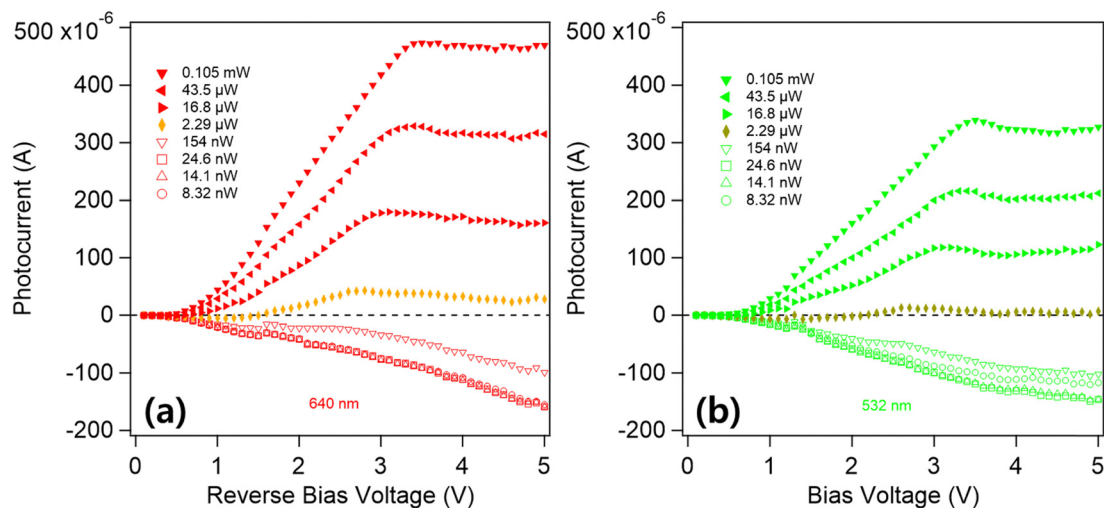 500 x10⁻⁶
400
300
200
100
0
-100
-200
Photocurrent (A)
0.105 mW
43.5 µW
16.8 µW
2.29 µW
154 nW
24.6 nW
14.1 nW
8.32 nW
(a)
640 nm
0
1
2
3
4
5
Reverse Bias Voltage (V)
500 x10⁻⁶
400
300
200
100
0
-100
-200
Photocurrent (A)
0.105 mW
43.5 µW
16.8 µW
2.29 µW
154 nW
24.6 nW
14.1 nW
8.32 nW
(b)
532 nm
0
1
2
3
4
5
Bias Voltage (V)